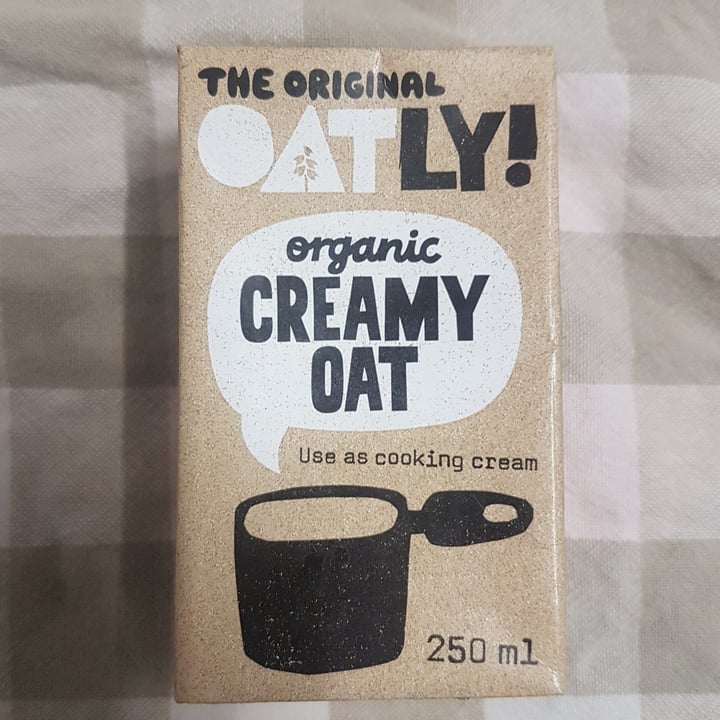 THE ORIGINAL
OATLY!
organic
CREAMY
OAT
Use as cooking cream
250 ml